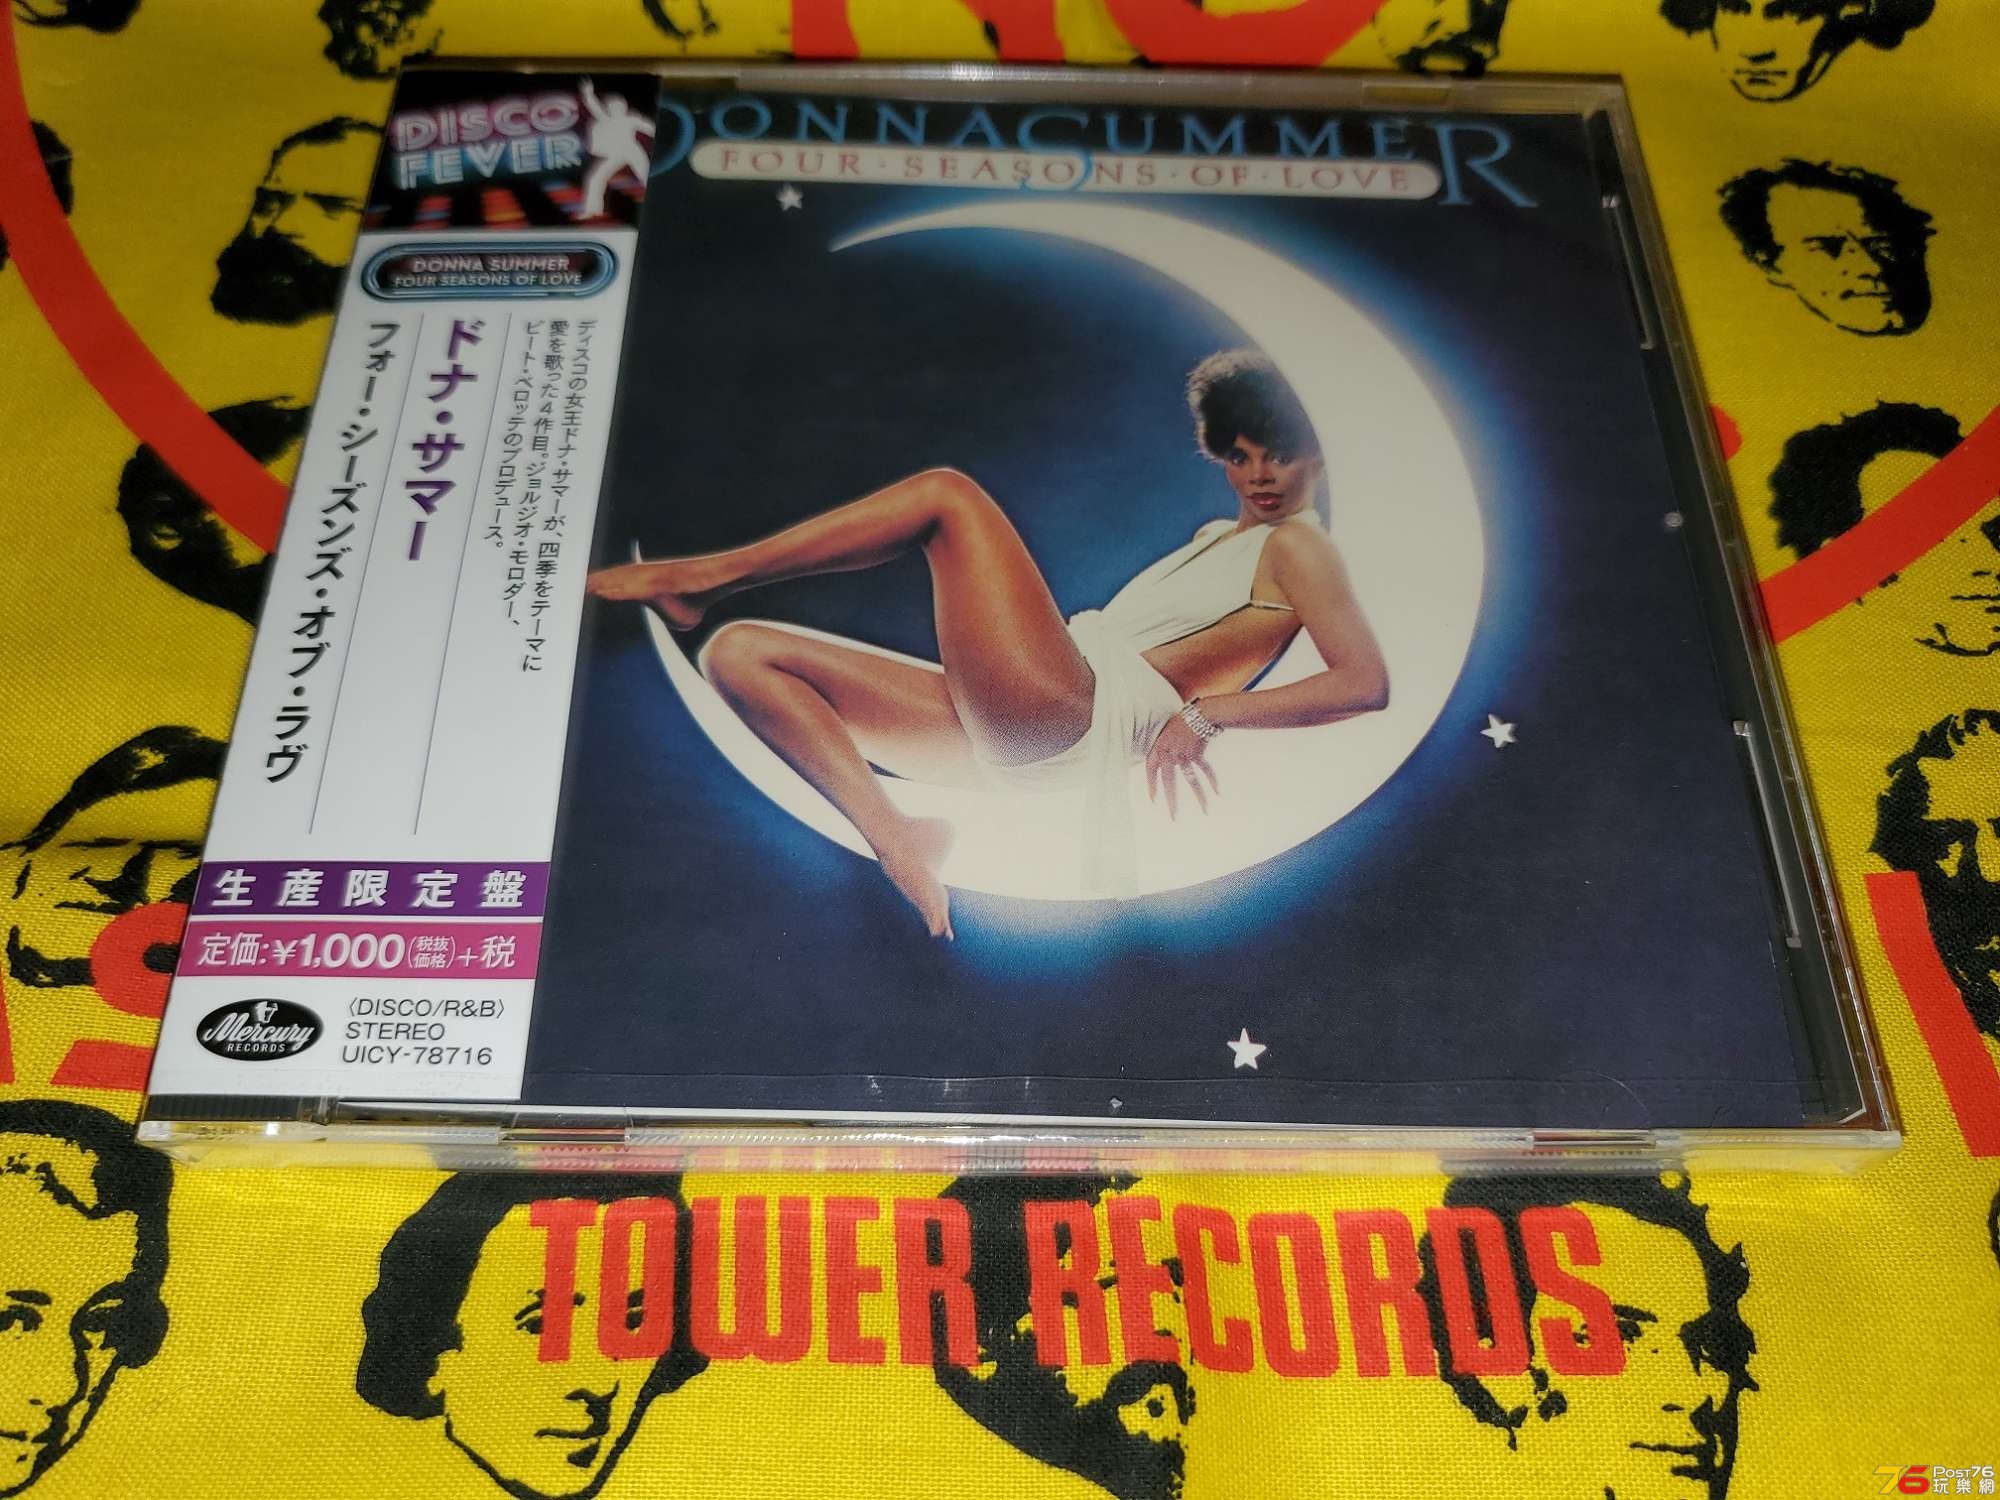 DISCO
FEVER
DONNA SUMMER
FOUR SEASONS OF LOVE
ディスコの女王ドナ・サマーが、四季をテーマに
愛を歌った4作目。ジョルジオ・モロダー、
ピート・ベロッテのプロデュース。
ドナ・サマー
フォー・シーズンズ・オブ・ラヴ
生産限定盤
定価:¥1,000(税抜価格)+税
Mercury
RECORDS
〈DISCO/R&B〉
STEREO
UICY-78716
DONNA SUMMER
FOUR·SEASONS·OF·LOVE
TOWER RECORDS
76 POST76
玩樂網